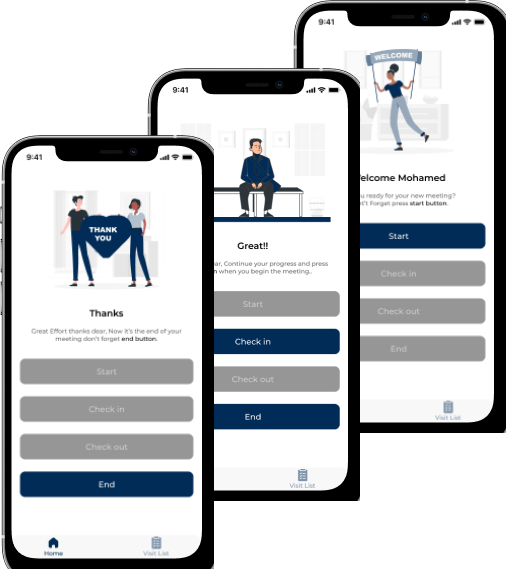 9:41
WELCOME
Welcome Mohamed
you ready for your new meeting?
Forget press start button.
Start
Check in
Check out
End
Visit List
9:41
Great!!
Continue your progress and press
when you begin the meeting..
Start
Check in
Check out
End
Visit List
9:41
THANK
YOU
Thanks
Great Effort thanks dear, Now it's the end of your
meeting don't forget end button.
Start
Check in
Check out
End
Home
Visit List